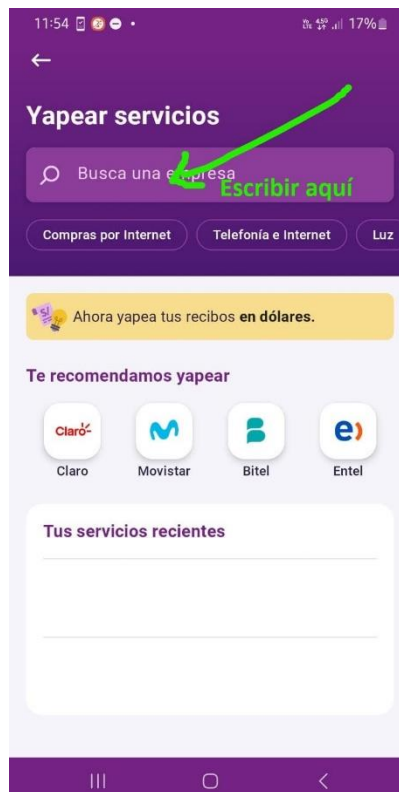 11:54
17%
Yapear servicios
Busca una empresa
Escribir aquí
Compras por Internet
Telefonía e Internet
Luz
Ahora yapea tus recibos en dólares.
Te recomendamos yapear
Claro
Claro
Movistar
Bitel
Entel
Tus servicios recientes